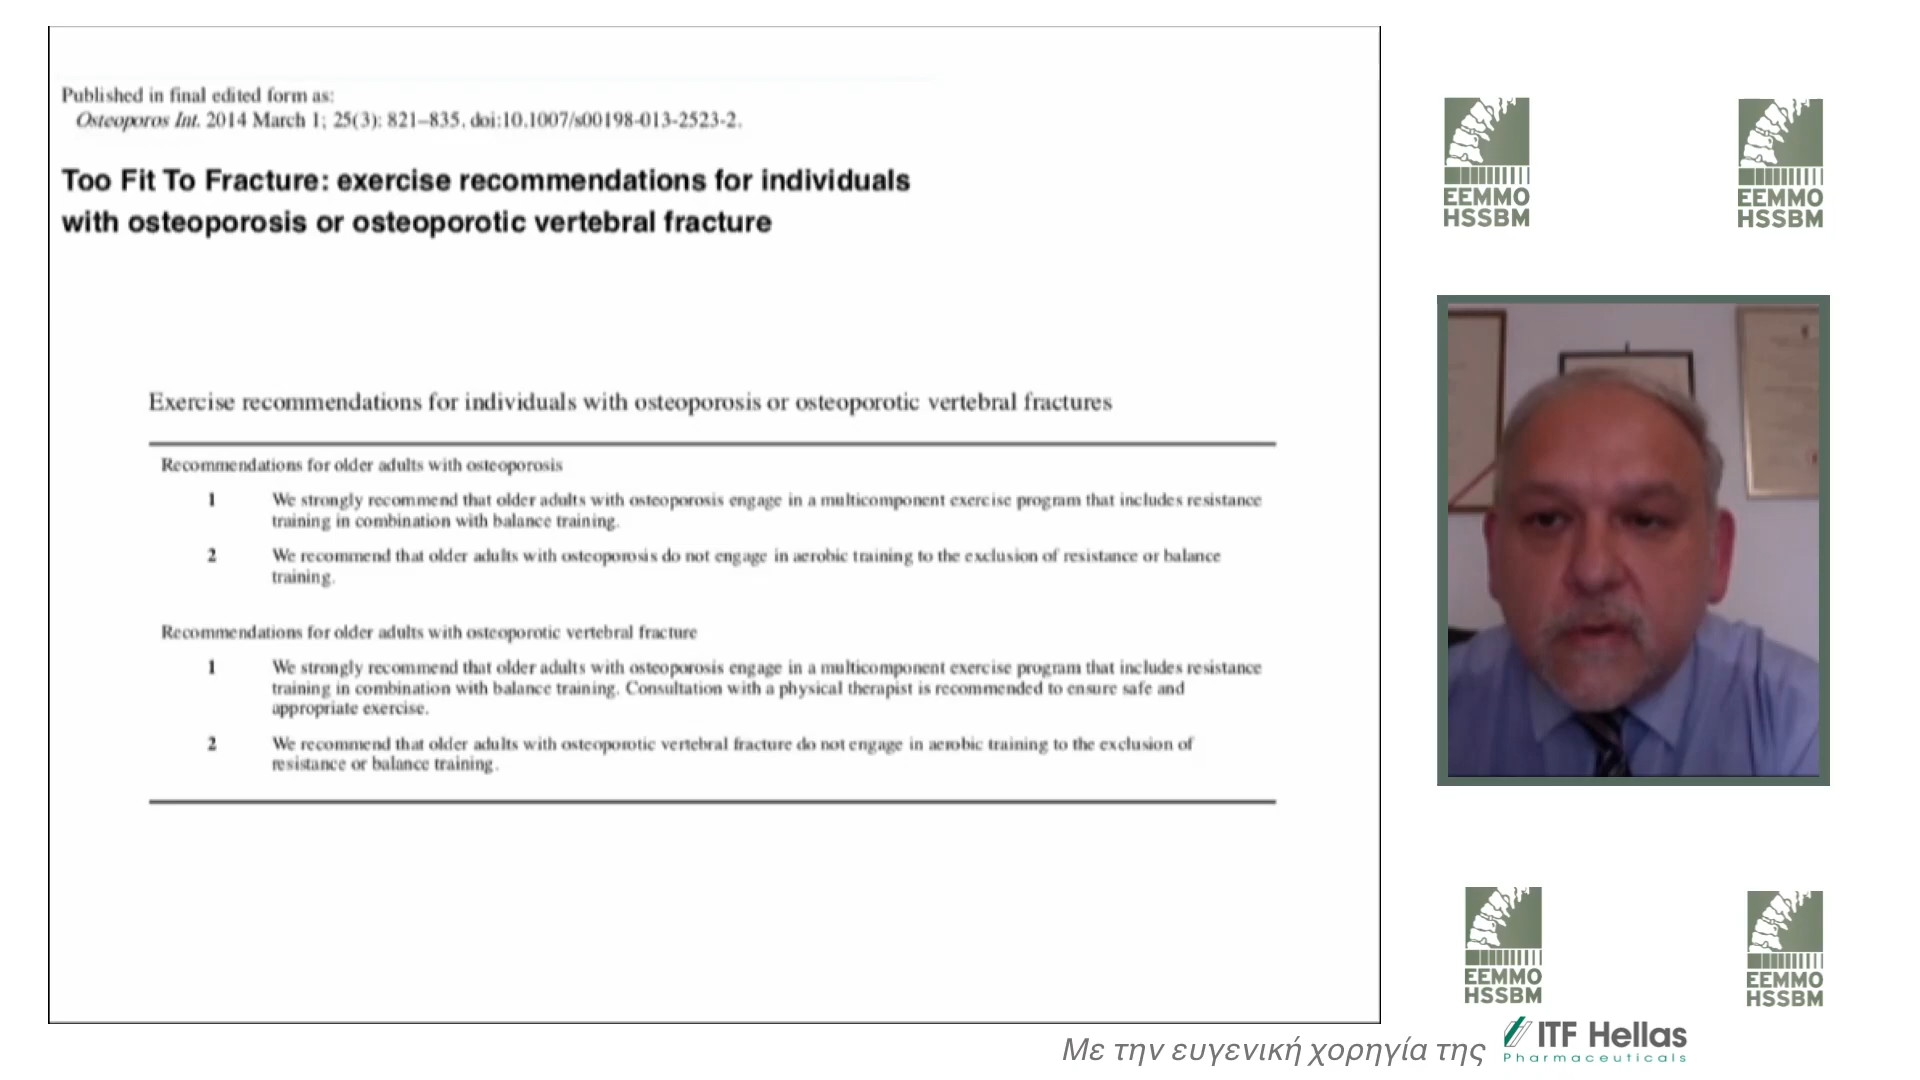 Published in final edited form as:
Osteoporos Int. 2014 March 1; 25(3): 821–835. doi:10.1007/s00198-013-2523-2.
Too Fit To Fracture: exercise recommendations for individuals
with osteoporosis or osteoporotic vertebral fracture
Exercise recommendations for individuals with osteoporosis or osteoporotic vertebral fractures
Recommendations for older adults with osteoporosis
1 We strongly recommend that older adults with osteoporosis engage in a multicomponent exercise program that includes resistance
training in combination with balance training.
2 We recommend that older adults with osteoporosis do not engage in aerobic training to the exclusion of resistance or balance
training.
Recommendations for older adults with osteoporotic vertebral fracture
1 We strongly recommend that older adults with osteoporosis engage in a multicomponent exercise program that includes resistance
training in combination with balance training. Consultation with a physical therapist is recommended to ensure safe and
appropriate exercise.
2 We recommend that older adults with osteoporotic vertebral fracture do not engage in aerobic training to the exclusion of
resistance or balance training.
EEMMO
HSSBM
EEMMO
HSSBM
EEMMO
HSSBM
EEMMO
HSSBM
Με την ευγενική χορηγία της
ITF Hellas
Pharmaceuticals